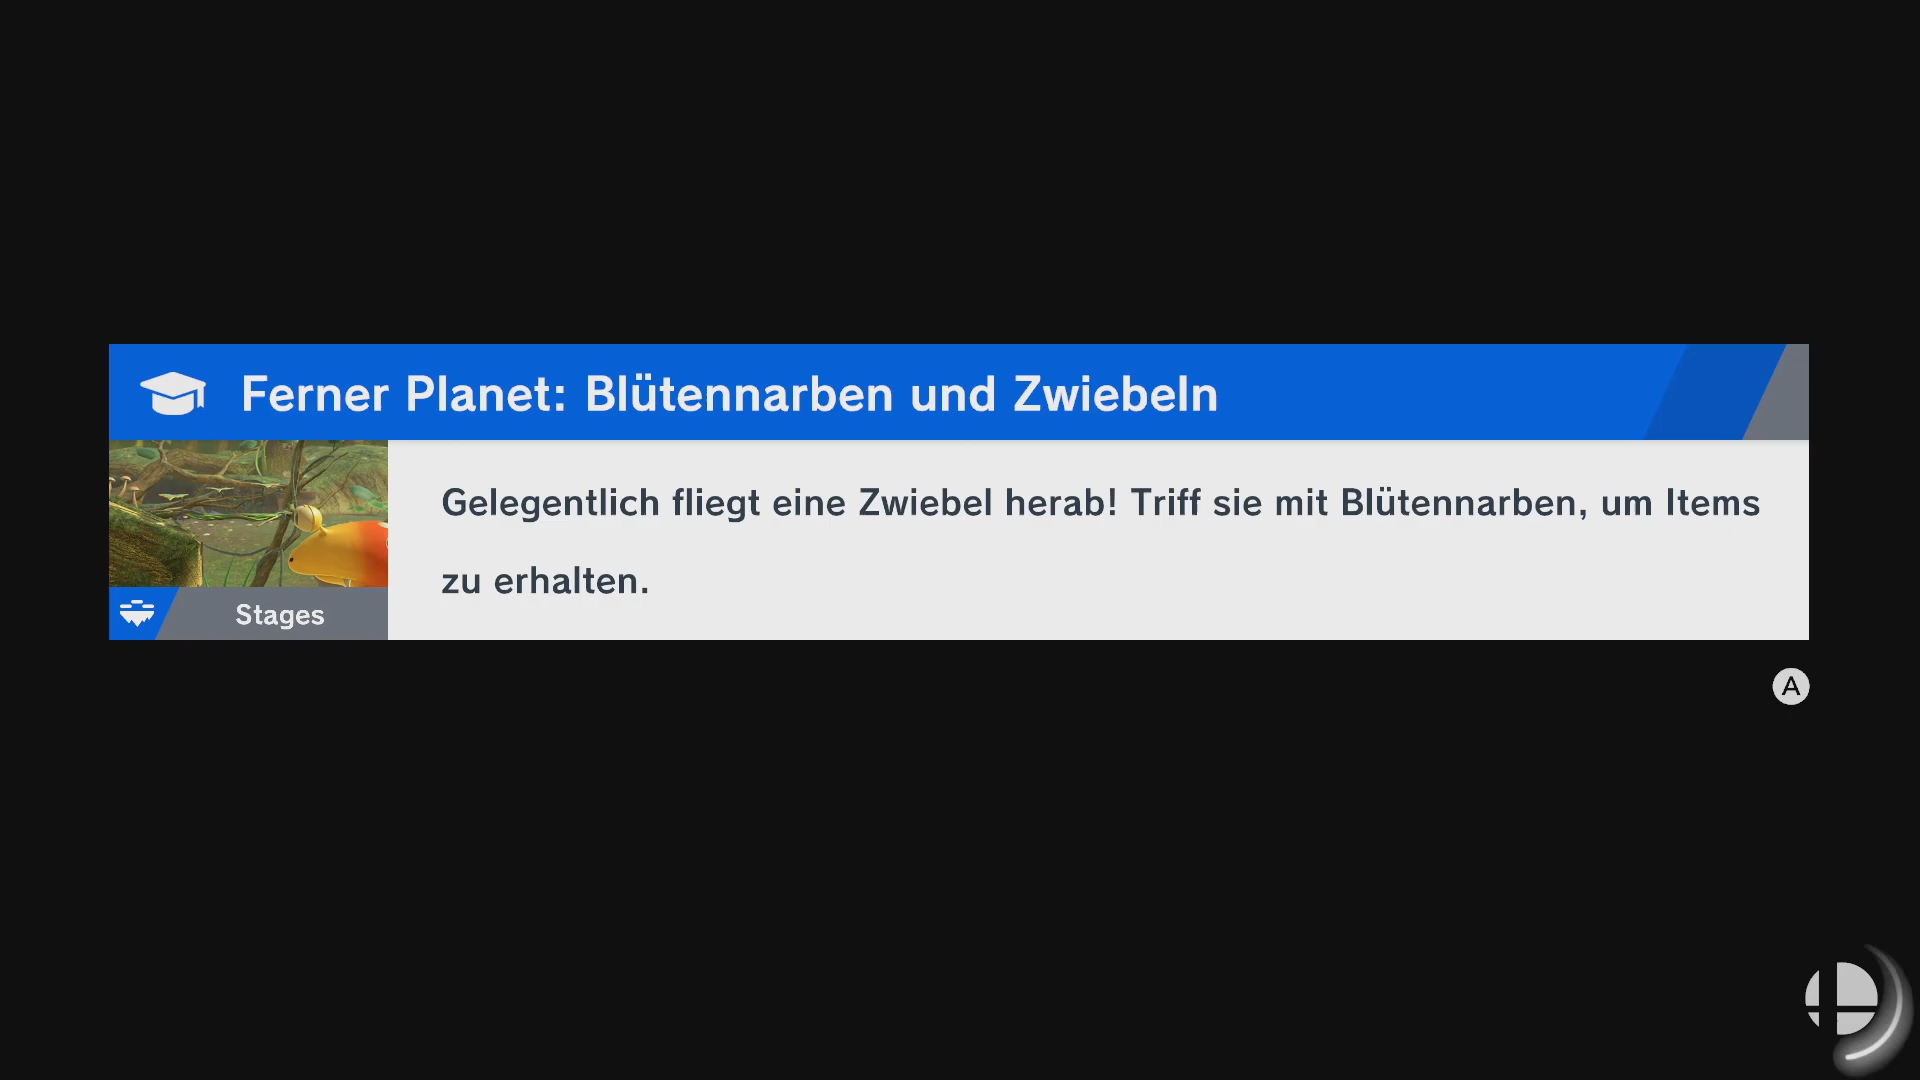 Ferner Planet: Blütennarben und Zwiebeln
Gelegentlich fliegt eine Zwiebel herab! Triff sie mit Blütennarben, um Items
zu erhalten.
Stages
A